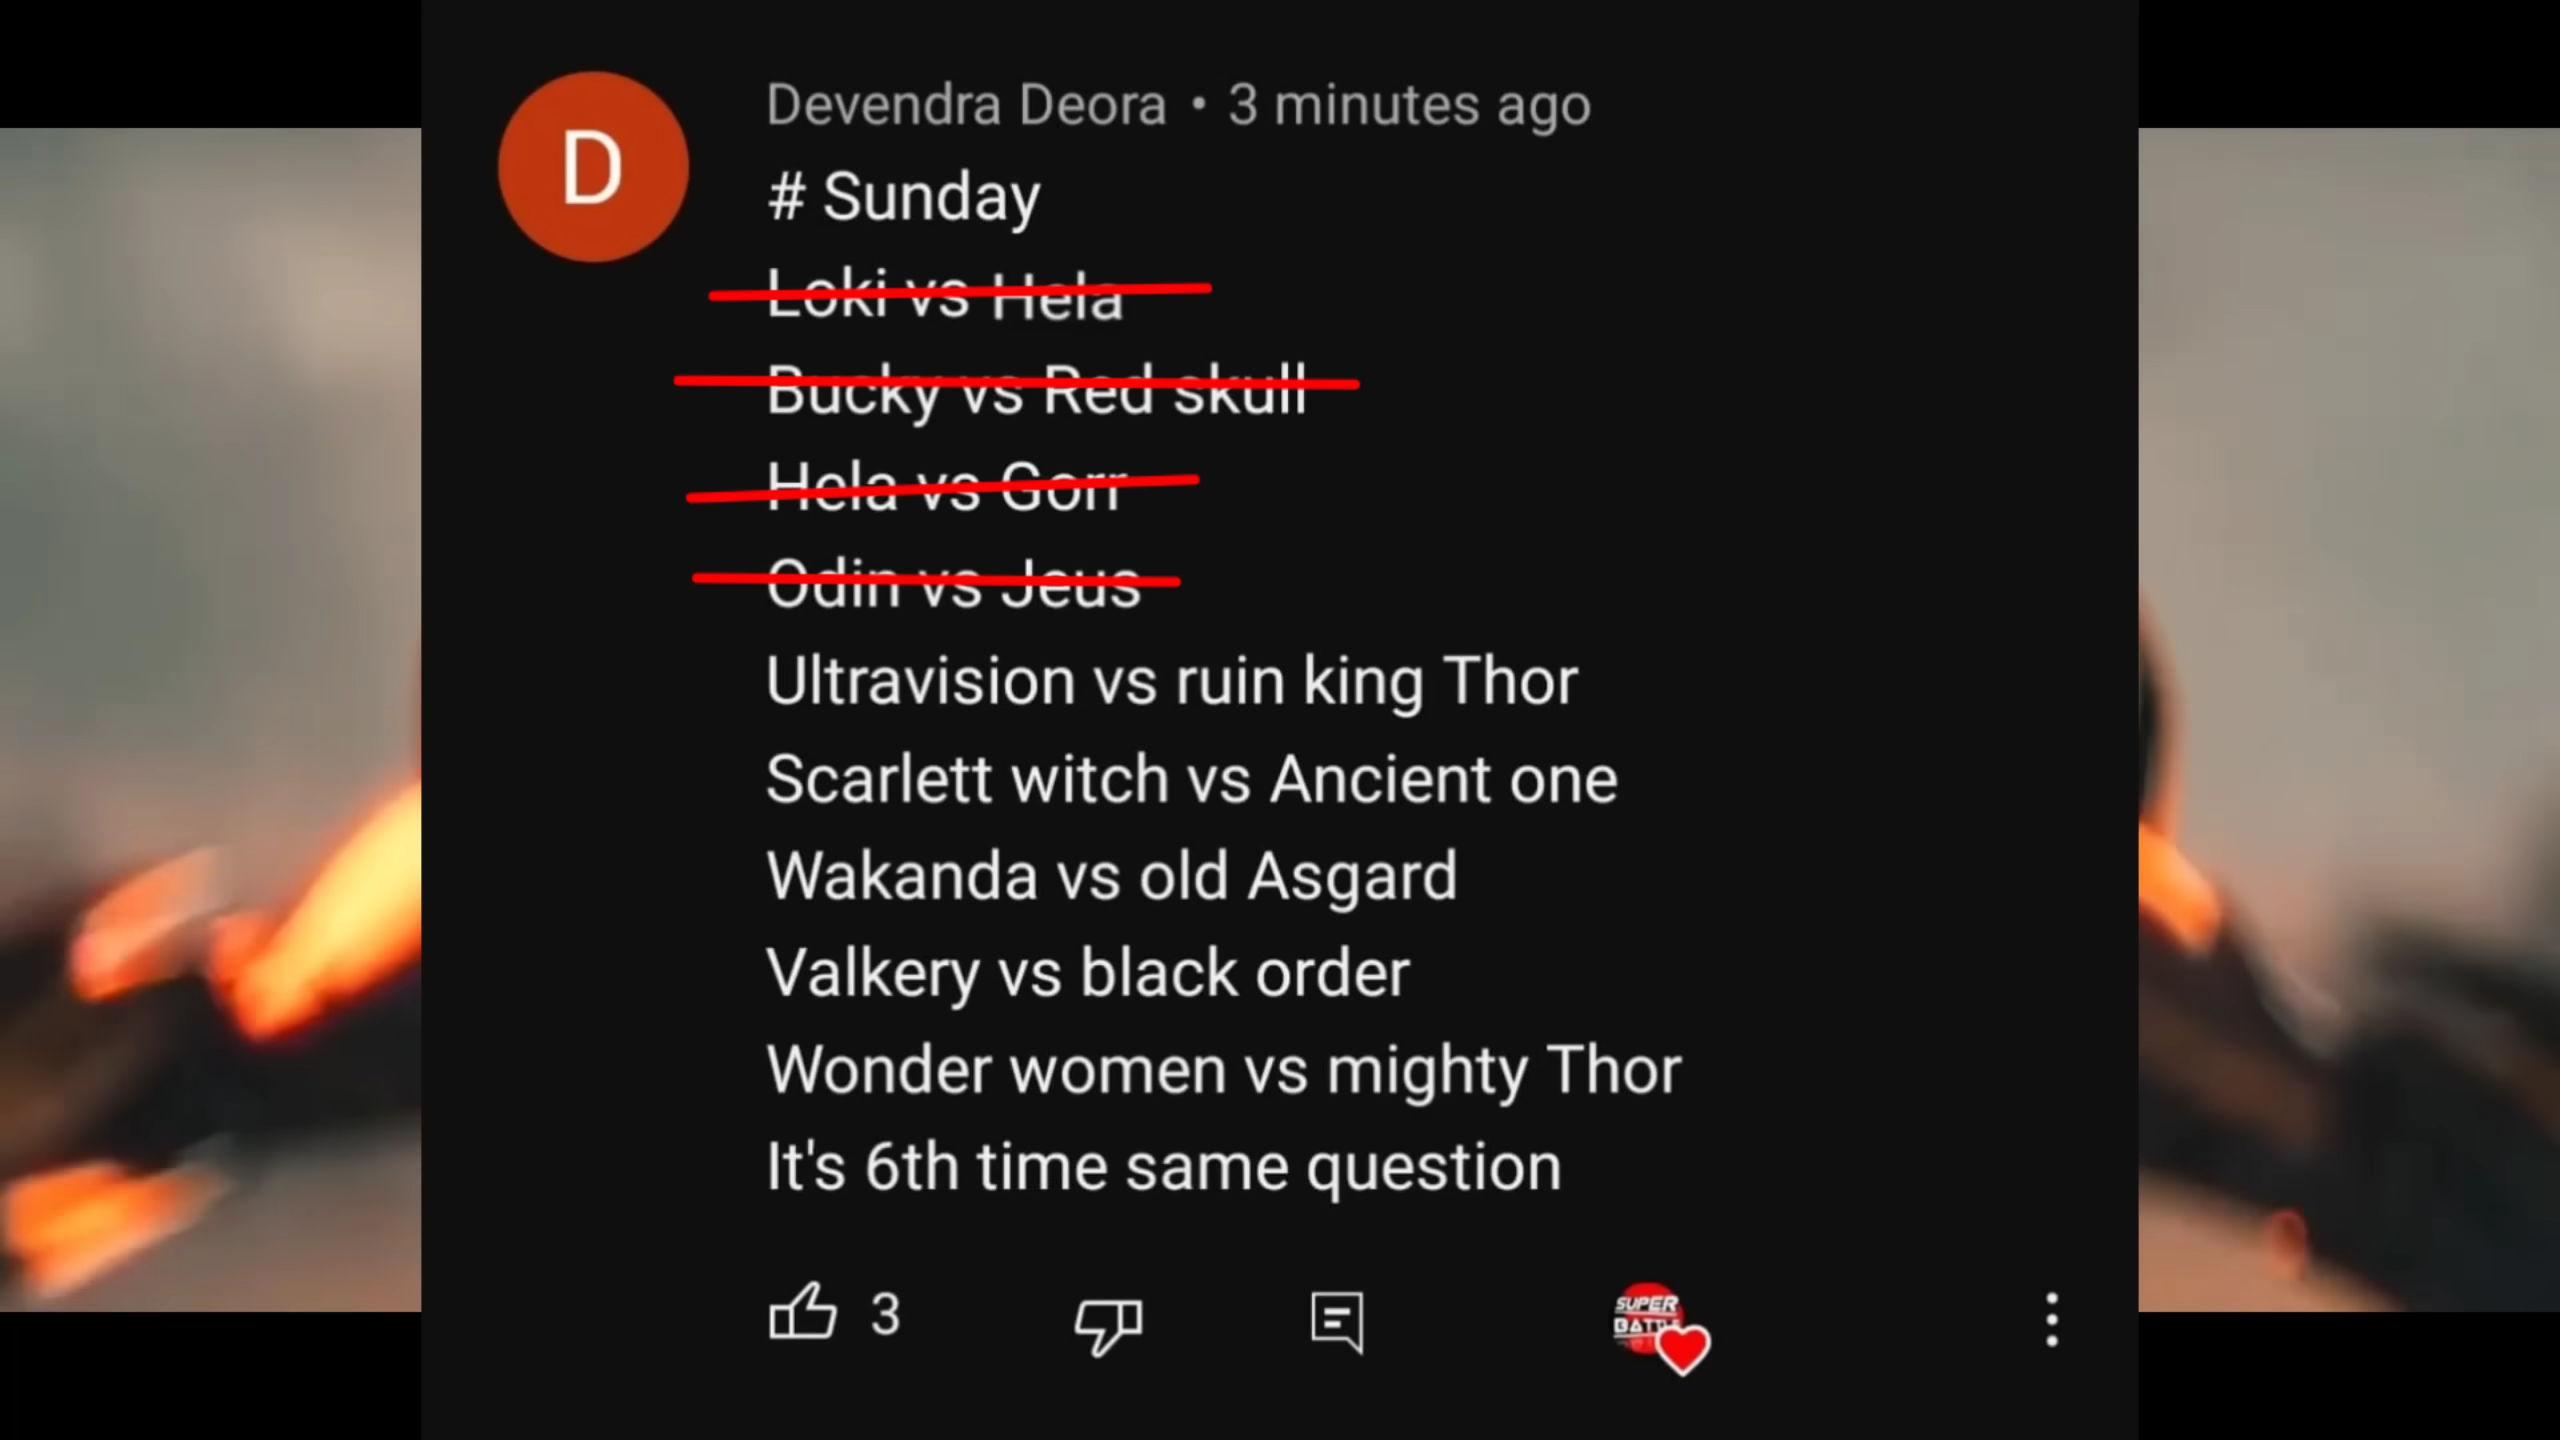 D
Devendra Deora • 3 minutes ago
# Sunday
Loki vs Hela
Bucky vs Red skull
Hela vs Gorr
Odin vs Jeus
Ultravision vs ruin king Thor
Scarlett witch vs Ancient one
Wakanda vs old Asgard
Valkery vs black order
Wonder women vs mighty Thor
It's 6th time same question
3
SUPER
BATTLE